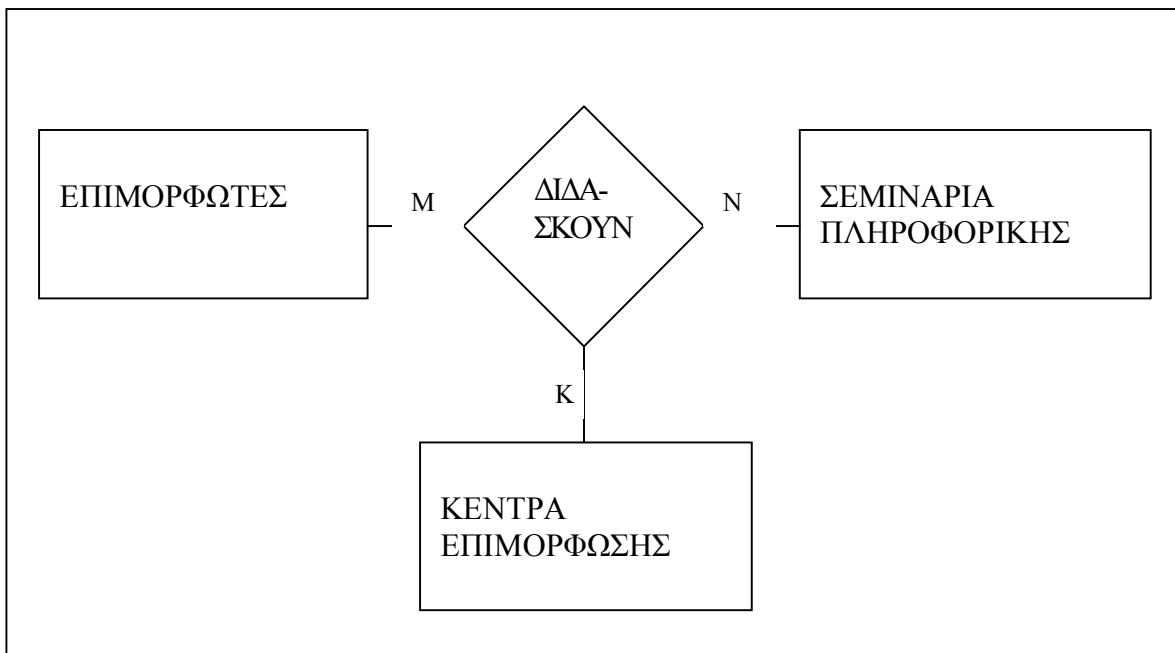 ΕΠΙΜΟΡΦΩΤΕΣ
Μ
ΔΙΔΑ-
ΣΚΟΥΝ
Ν
ΣΕΜΙΝΑΡΙΑ
ΠΛΗΡΟΦΟΡΙΚΗΣ
Κ
ΚΕΝΤΡΑ
ΕΠΙΜΟΡΦΩΣΗΣ